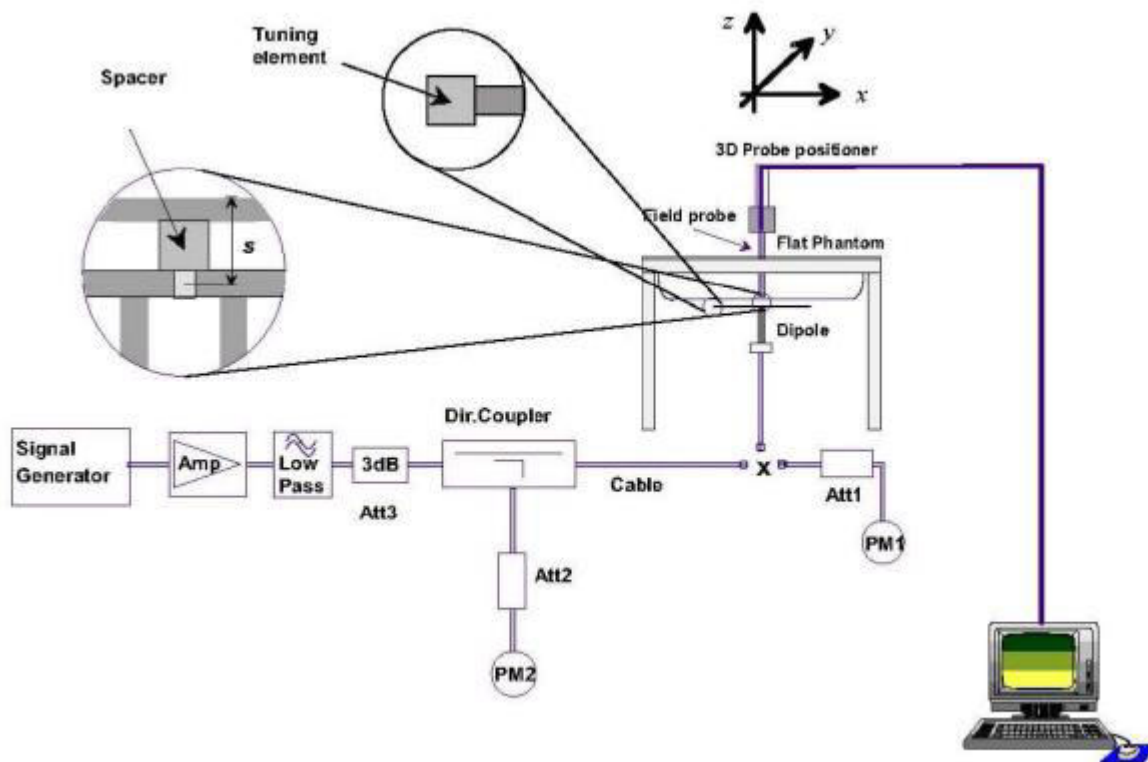 Tuning
element
Spacer
z
y
x
3D Probe positioner
Field probe
Flat Phantom
s
Dipole
Dir.Coupler
Signal
Generator
Amp
Low
Pass
3dB
Att3
Cable
X
Att1
PM1
Att2
PM2